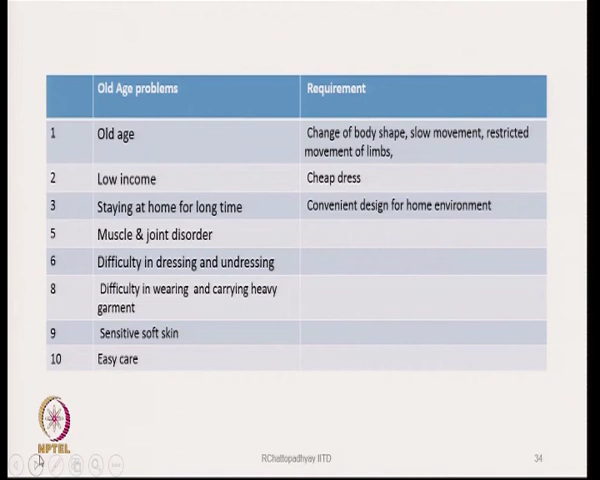 Old Age problems Requirement
1 Old age Change of body shape, slow movement, restricted
movement of limbs,
2 Low income Cheap dress
3 Staying at home for long time Convenient design for home environment
5 Muscle & joint disorder
6 Difficulty in dressing and undressing
8 Difficulty in wearing and carrying heavy
garment
9 Sensitive soft skin
10 Easy care
NPTEL
RChattopadhyay IITD 34